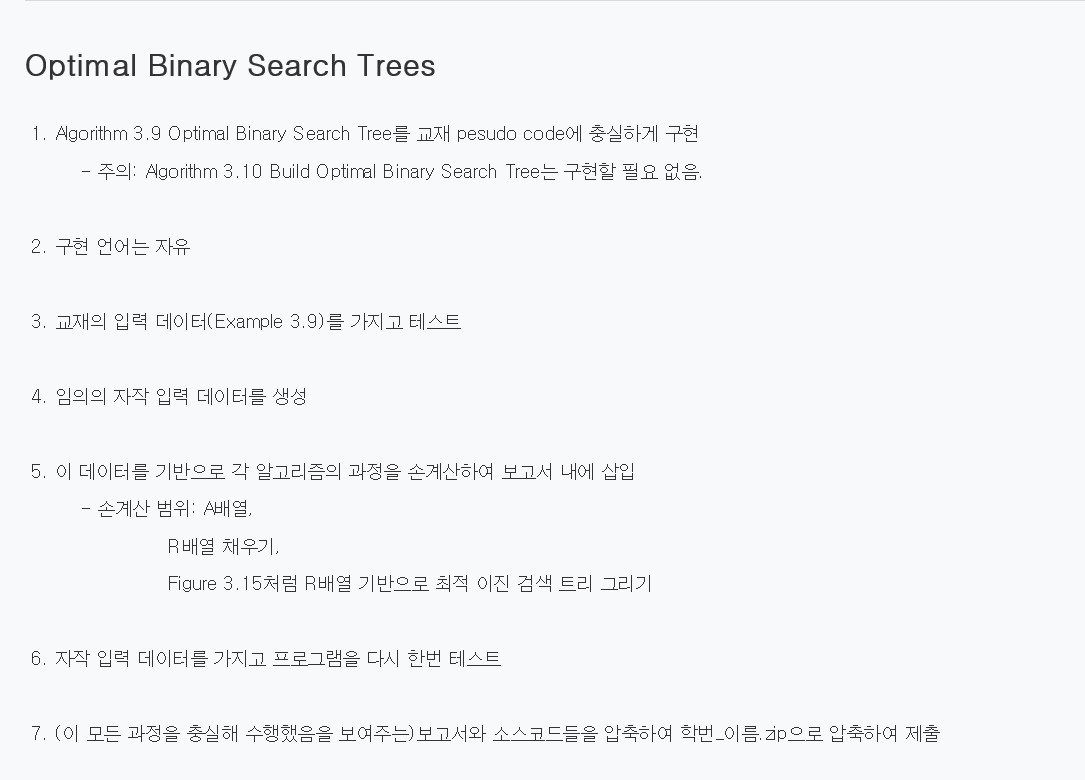 Optimal Binary Search Trees
1. Algorithm 3.9 Optimal Binary Search Tree를 교재 pesudo code에 충실하게 구현
- 주의: Algorithm 3.10 Build Optimal Binary Search Tree는 구현할 필요 없음.
2. 구현 언어는 자유
3. 교재의 입력 데이터(Example 3.9)를 가지고 테스트
4. 임의의 자작 입력 데이터를 생성
5. 이 데이터를 기반으로 각 알고리즘의 과정을 손계산하여 보고서 내에 삽입
- 손계산 범위: A배열,
R배열 채우기,
Figure 3.15처럼 R배열 기반으로 최적 이진 검색 트리 그리기
6. 자작 입력 데이터를 가지고 프로그램을 다시 한번 테스트
7. (이 모든 과정을 충실해 수행했음을 보여주는)보고서와 소스코드들을 압축하여 학번_이름.zip으로 압축하여 제출